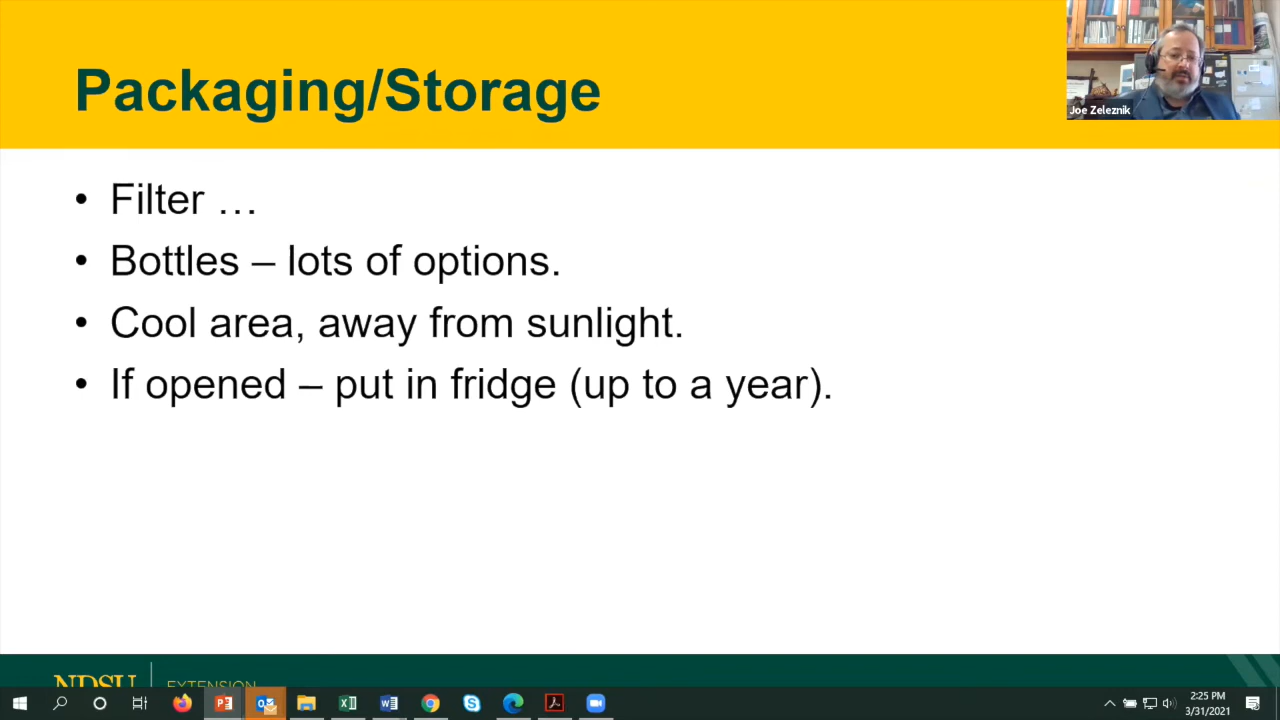 Packaging/Storage
Joe Zeleznik
• Filter …
• Bottles – lots of options.
• Cool area, away from sunlight.
• If opened – put in fridge (up to a year).
NDSU EXTENSION
2:25 PM
3/31/2021